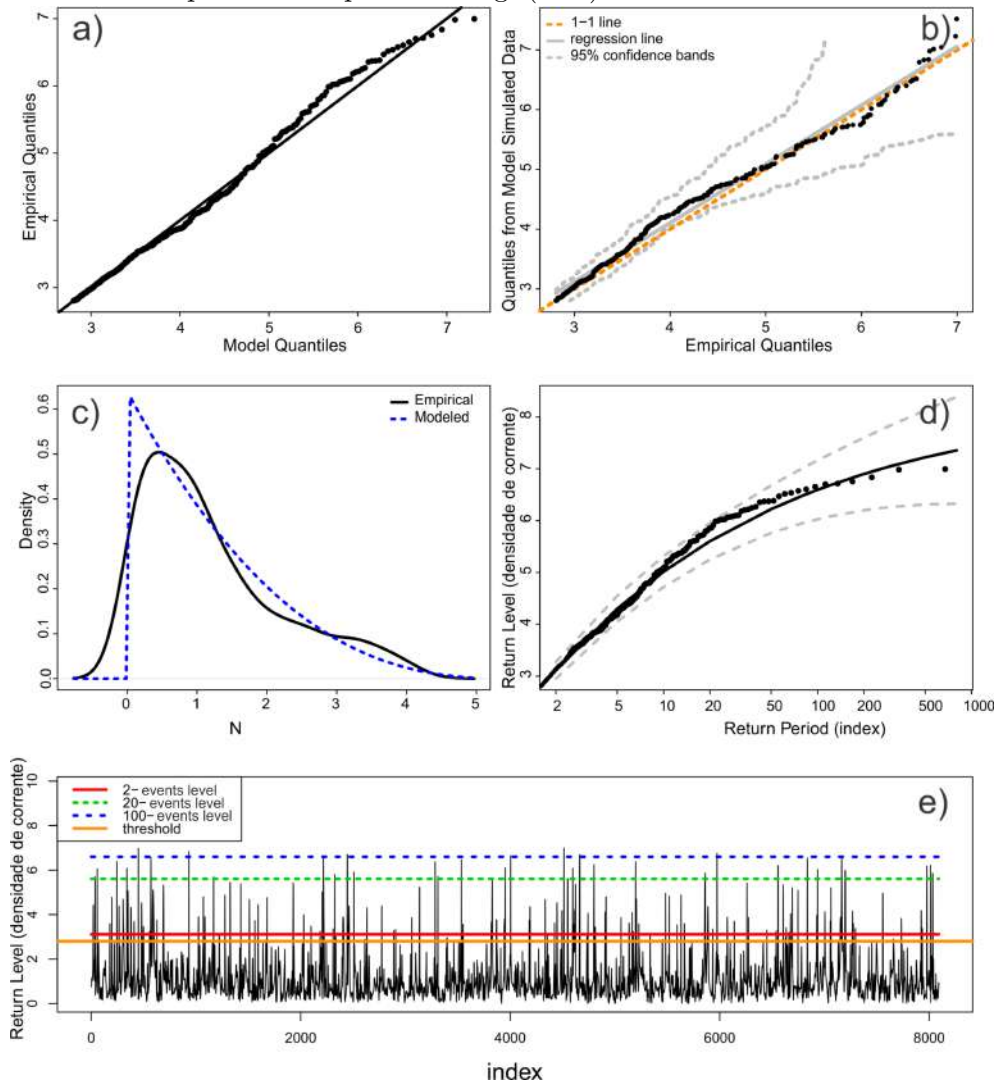 a)
Empirical Quantiles
3 4 5 6 7
3 4 5 6 7
Model Quantiles
b)
1-1 line
regression line
95% confidence bands
Quantiles from Model Simulated Data
3 4 5 6 7
3 4 5 6 7
Empirical Quantiles
c)
Empirical
Modeled
Density
0.0 0.1 0.2 0.3 0.4 0.5 0.6
0 1 2 3 4 5
N
d)
Return Level (densidade de corrente)
3 4 5 6 7 8
2 5 10 20 50 100 200 500 1000
Return Period (index)
e)
2-events level
20-events level
100-events level
threshold
Return Level (densidade de corrente)
0 2 4 6 8 10
0 2000 4000 6000 8000
index